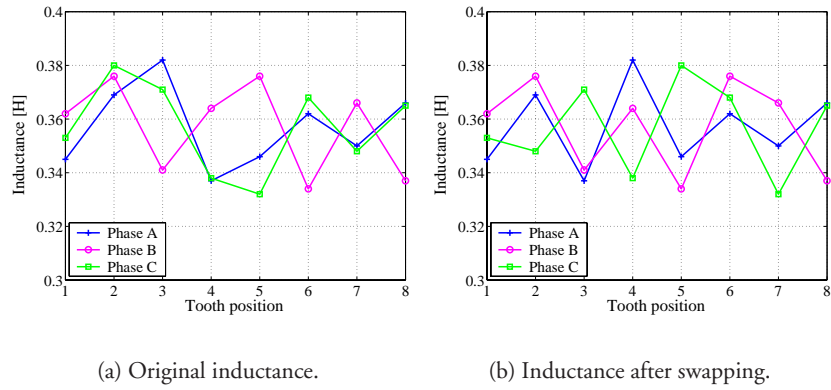 0.4
0.38
0.36
0.34
0.32
0.3
Inductance [H]
Phase A
Phase B
Phase C
1 2 3 4 5 6 7 8
Tooth position
(a) Original inductance.
0.4
0.38
0.36
0.34
0.32
0.3
Inductance [H]
Phase A
Phase B
Phase C
1 2 3 4 5 6 7 8
Tooth position
(b) Inductance after swapping.